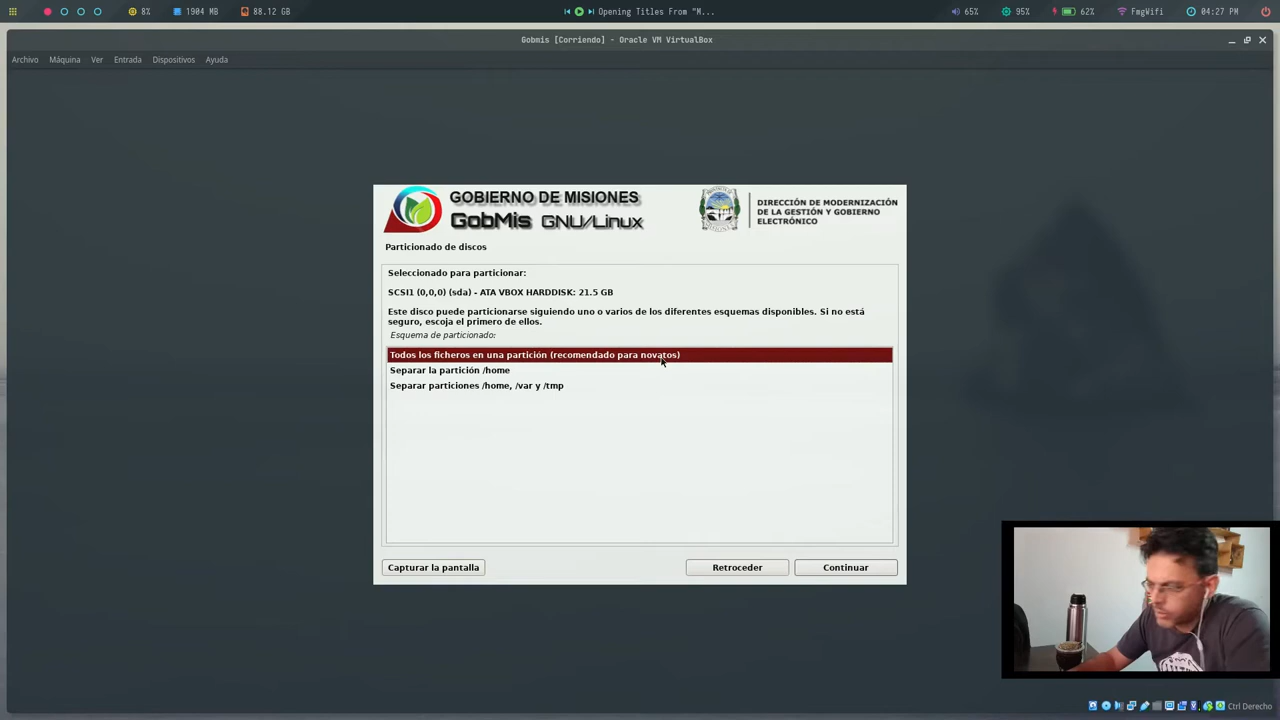 8%
1904 MB
88.12 GB
Opening Titles From "M...
65%
95%
62%
FmgWifi
04:27 PM
Gobmis [Corriendo] - Oracle VM VirtualBox
Archivo Máquina Ver Entrada Dispositivos Ayuda
GOBIERNO DE MISIONES
GobMis GNU/Linux
DIRECCIÓN DE MODERNIZACIÓN
DE LA GESTIÓN Y GOBIERNO
ELECTRÓNICO
Particionado de discos
Seleccionado para particionar:
SCSI1 (0,0,0) (sda) - ATA VBOX HARDDISK: 21.5 GB
Este disco puede particionarse siguiendo uno o varios de los diferentes esquemas disponibles. Si no está
seguro, escoja el primero de ellos.
Esquema de particionado:
Todos los ficheros en una partición (recomendado para novatos)
Separar la partición /home
Separar particiones /home, /var y /tmp
Capturar la pantalla
Retroceder
Continuar
Ctrl Derecho